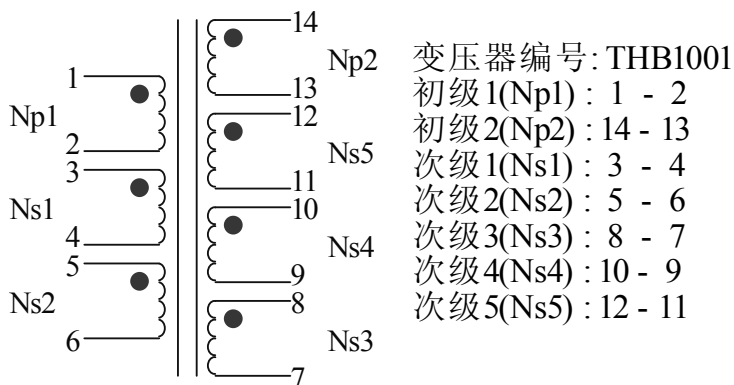 14
Np2
13
1
Np1
2
12
Ns5
11
3
Ns1
4
10
Ns4
9
5
Ns2
6
8
Ns3
7
变压器编号: THB1001
初级1(Np1) : 1 - 2
初级2(Np2) : 14 - 13
次级1(Ns1) : 3 - 4
次级2(Ns2) : 5 - 6
次级3(Ns3) : 8 - 7
次级4(Ns4) : 10 - 9
次级5(Ns5) : 12 - 11